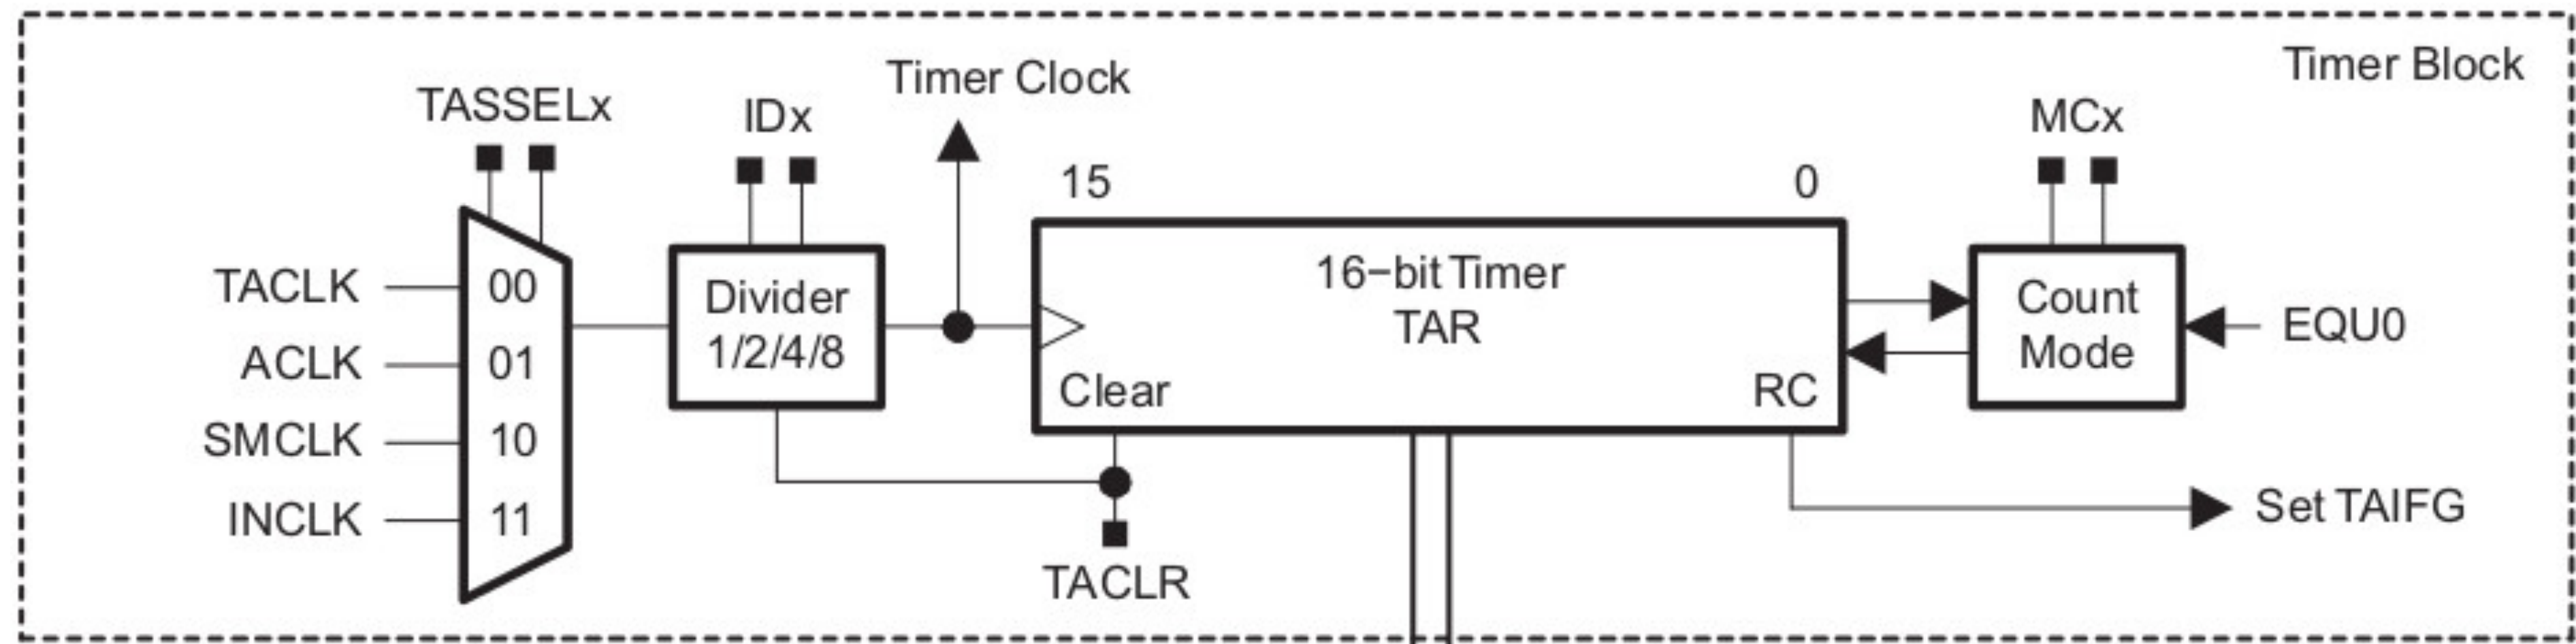 Timer Block
Timer Clock
TASSELx
IDx
MCx
15
0
TACLK
00
ACLK
01
SMCLK
10
INCLK
11
Divider
1/2/4/8
16−bit Timer
TAR
Clear
RC
Count
Mode
EQU0
Set TAIFG
TACLR